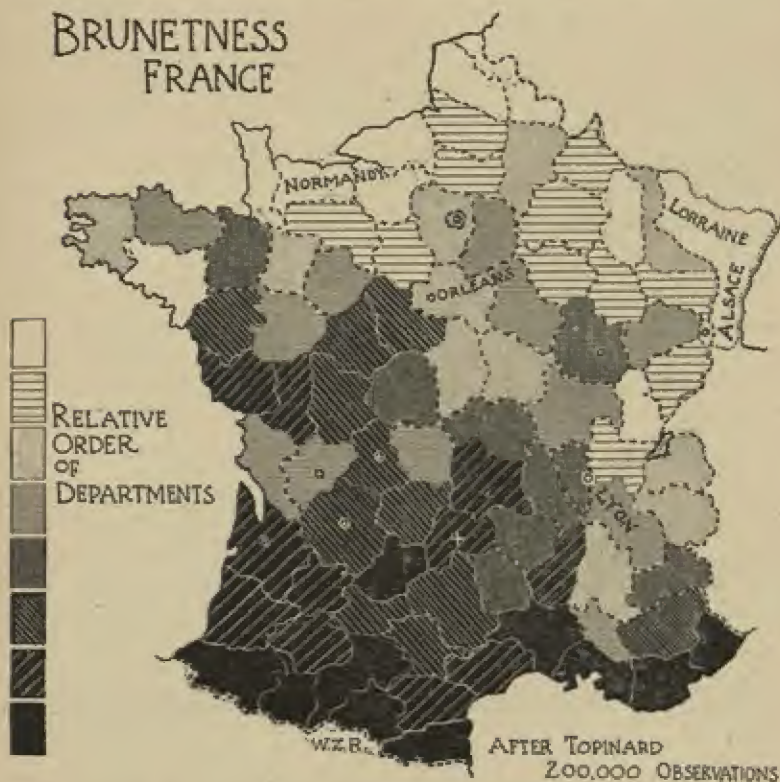 BRUNETNESS
FRANCE
NORMANDY
LORRAINE
ALSACE
ORLEANS
RELATIVE
ORDER
OF
DEPARTMENTS
LYON
W.Z.R.
AFTER TOPINARD
200,000 OBSERVATIONS